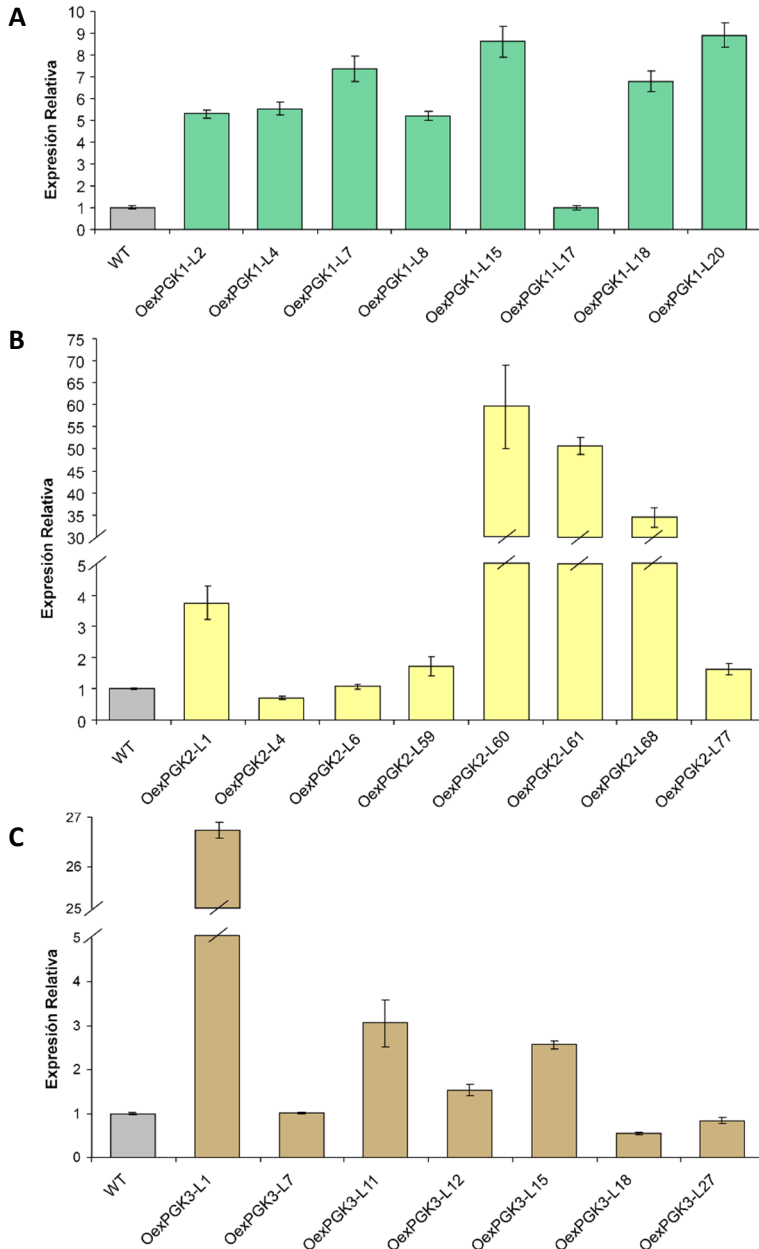 A
Expresión Relativa
10
9
8
7
6
5
4
3
2
1
0
WT
OexPGK1-L2
OexPGK1-L4
OexPGK1-L7
OexPGK1-L8
OexPGK1-L15
OexPGK1-L17
OexPGK1-L18
OexPGK1-L20
B
Expresión Relativa
75
70
65
60
55
50
45
40
35
30
5
4
3
2
1
0
WT
OexPGK2-L1
OexPGK2-L4
OexPGK2-L6
OexPGK2-L59
OexPGK2-L60
OexPGK2-L61
OexPGK2-L68
OexPGK2-L77
C
Expresión Relativa
27
26
25
5
4
3
2
1
0
WT
OexPGK3-L1
OexPGK3-L7
OexPGK3-L11
OexPGK3-L12
OexPGK3-L15
OexPGK3-L18
OexPGK3-L27